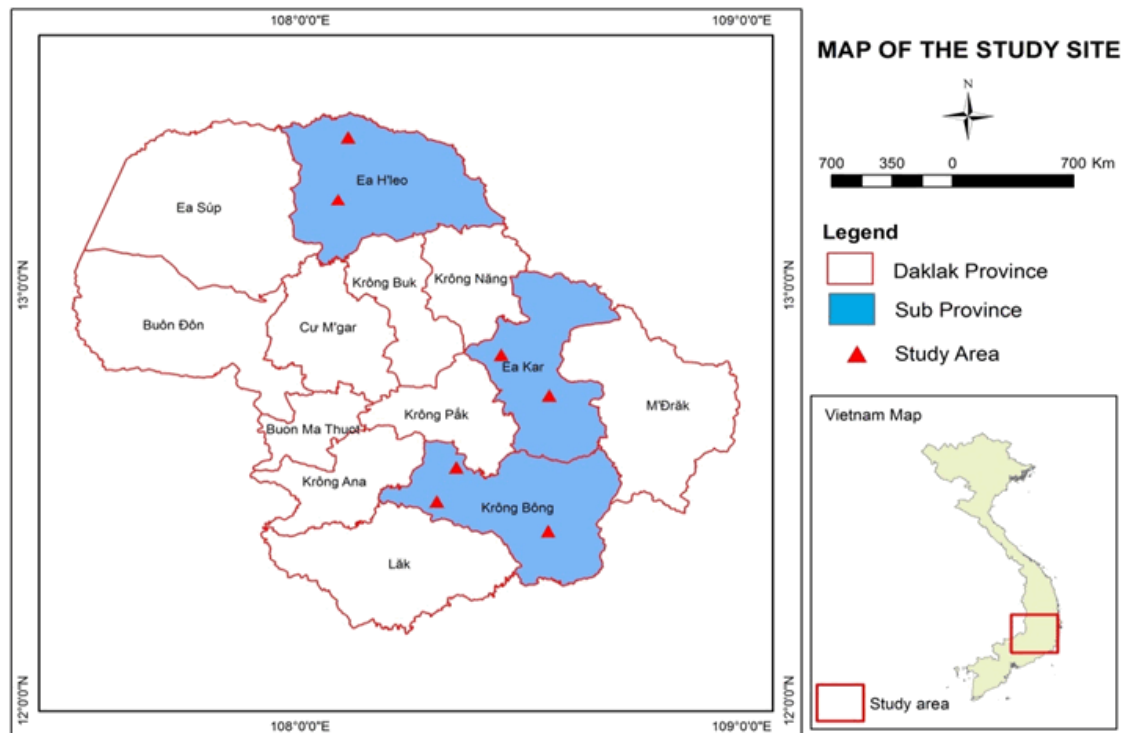 108°0'0"E
109°0'0"E
MAP OF THE STUDY SITE
N
700 350 0 700 Km
Legend
Daklak Province
Sub Province
Study Area
Ea H'leo
Ea Súp
13°0'0"N
13°0'0"N
Krông Buk
Krông Năng
Buôn Đôn
Cư M'gar
Ea Kar
M'Đrăk
Krông Pắk
Buôn Ma Thuột
Krông Ana
Krông Bông
Lăk
12°0'0"N
12°0'0"N
108°0'0"E
109°0'0"E
Vietnam Map
Study area